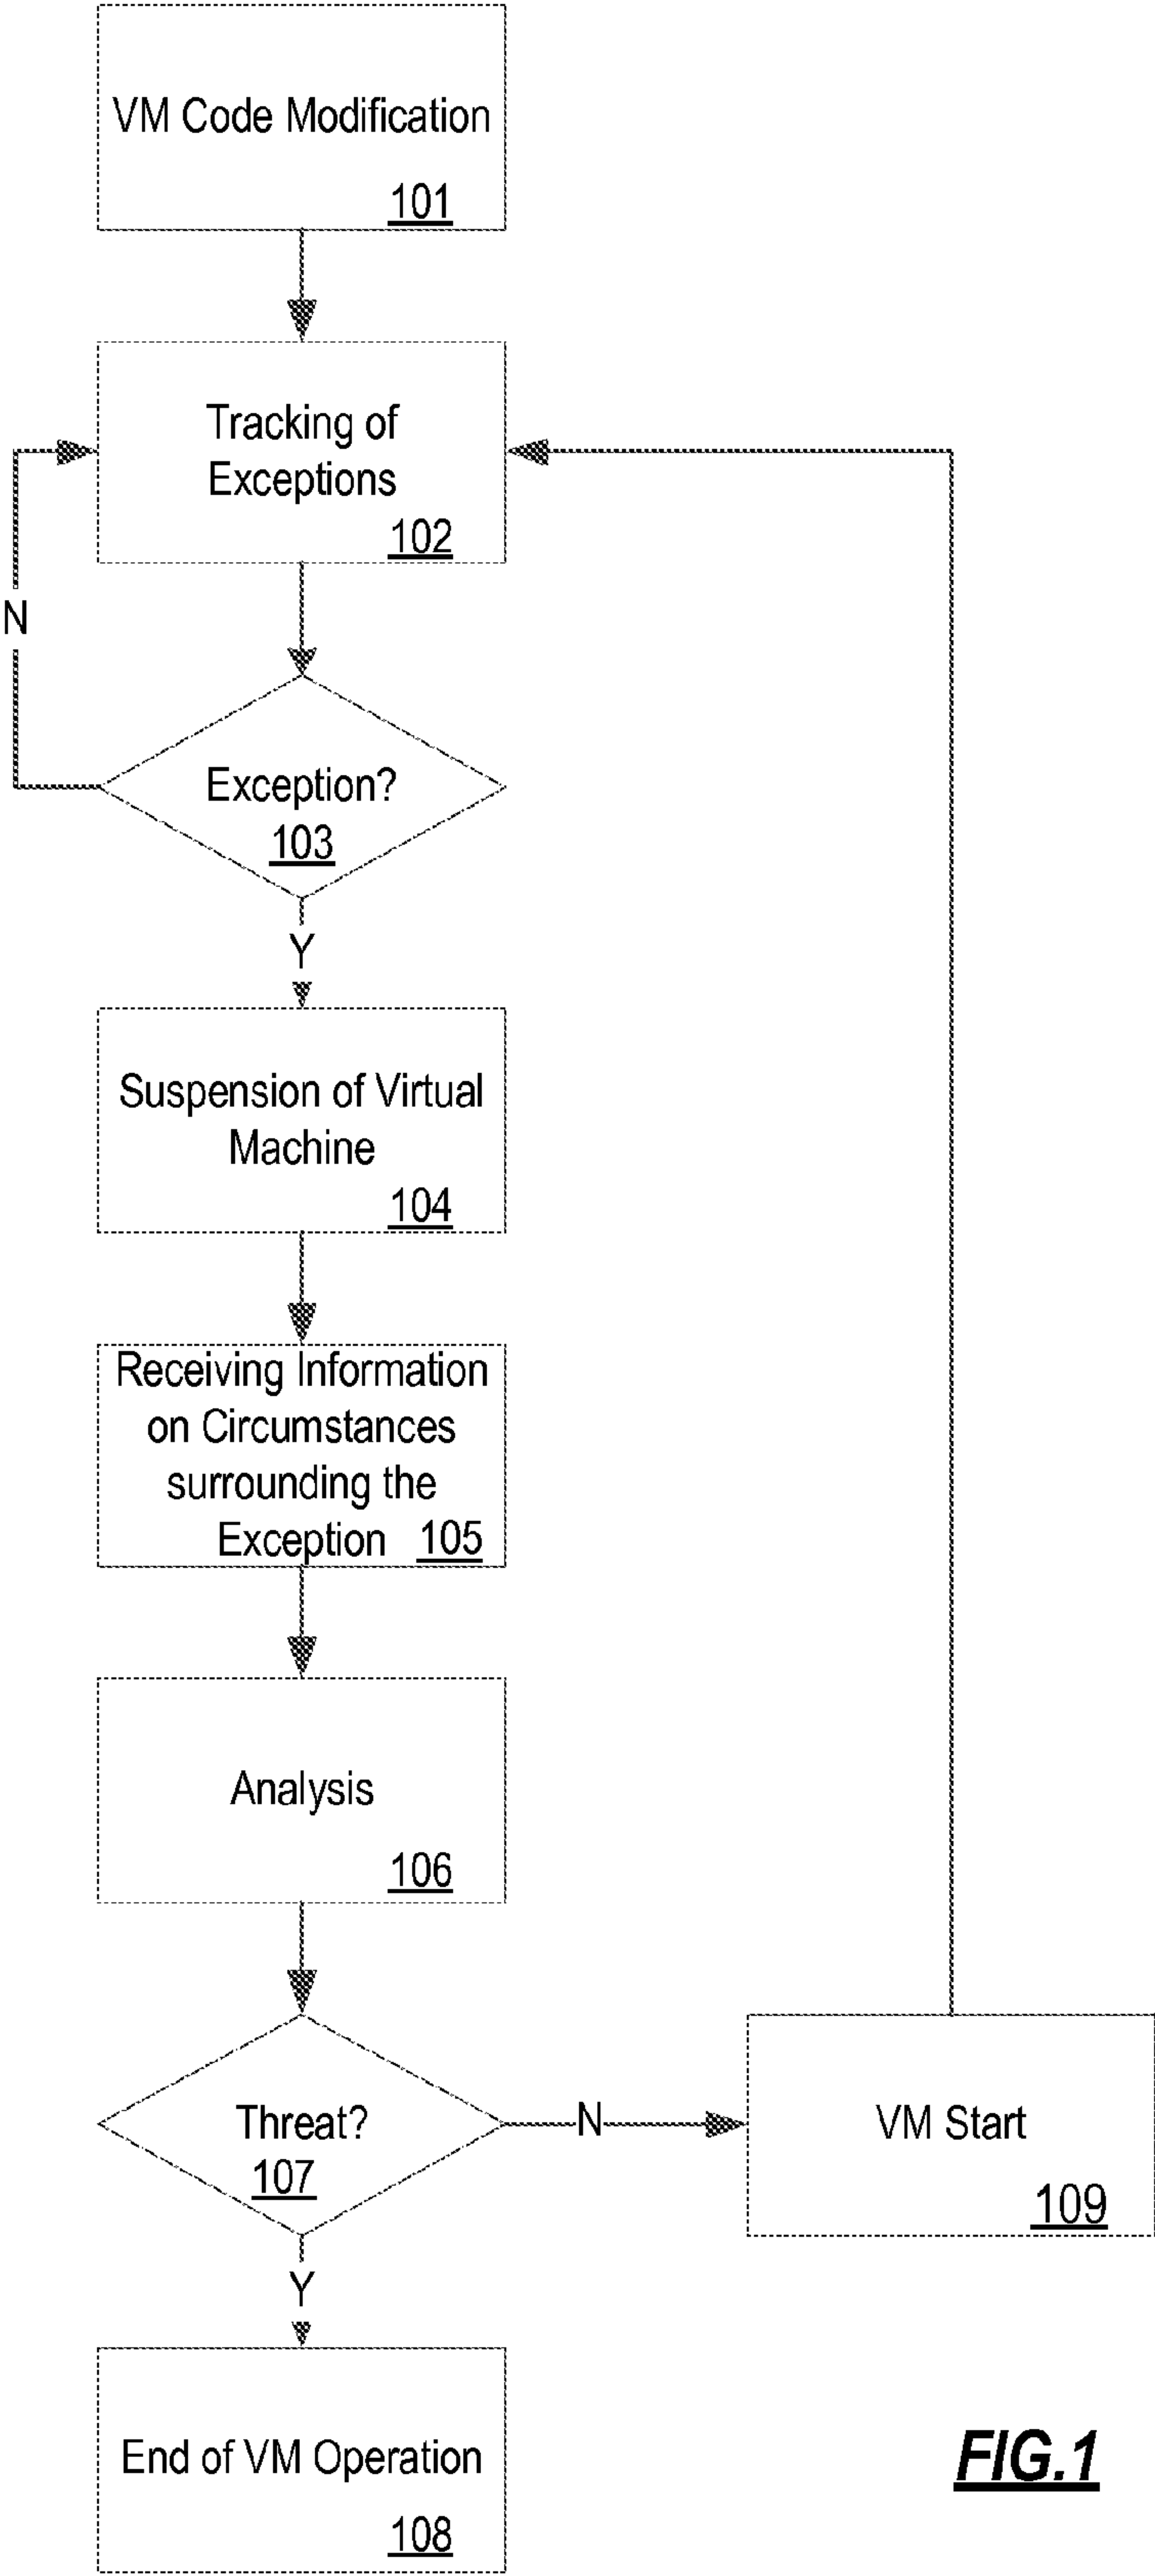 VM Code Modification
101
Tracking of
Exceptions
102
N
Exception?
103
Y
Suspension of Virtual
Machine
104
Receiving Information
on Circumstances
surrounding the
Exception 105
Analysis
106
Threat?
107
N
VM Start
109
Y
End of VM Operation
108
FIG.1